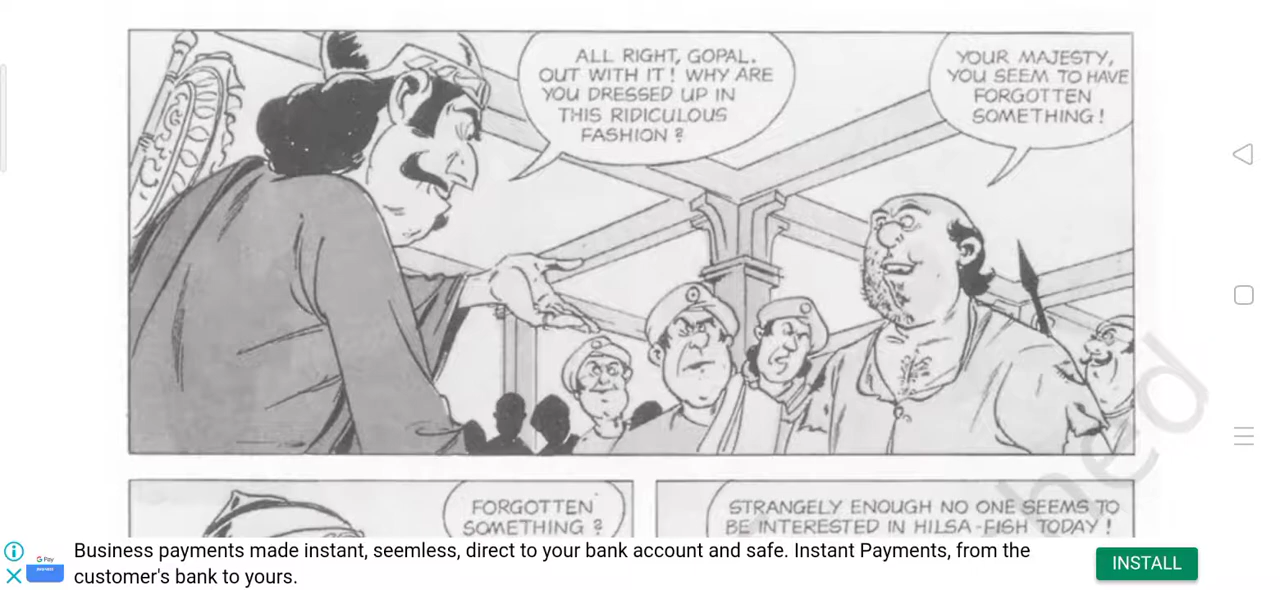 ALL RIGHT, GOPAL.
OUT WITH IT! WHY ARE
YOU DRESSED UP IN
THIS RIDICULOUS
FASHION?
YOUR MAJESTY,
YOU SEEM TO HAVE
FORGOTTEN
SOMETHING!
FORGOTTEN
SOMETHING?
STRANGELY ENOUGH NO ONE SEEMS TO
BE INTERESTED IN HILSA-FISH TODAY!
hed
G Pay
Business payments made instant, seemless, direct to your bank account and safe. Instant Payments, from the
customer's bank to yours.
INSTALL